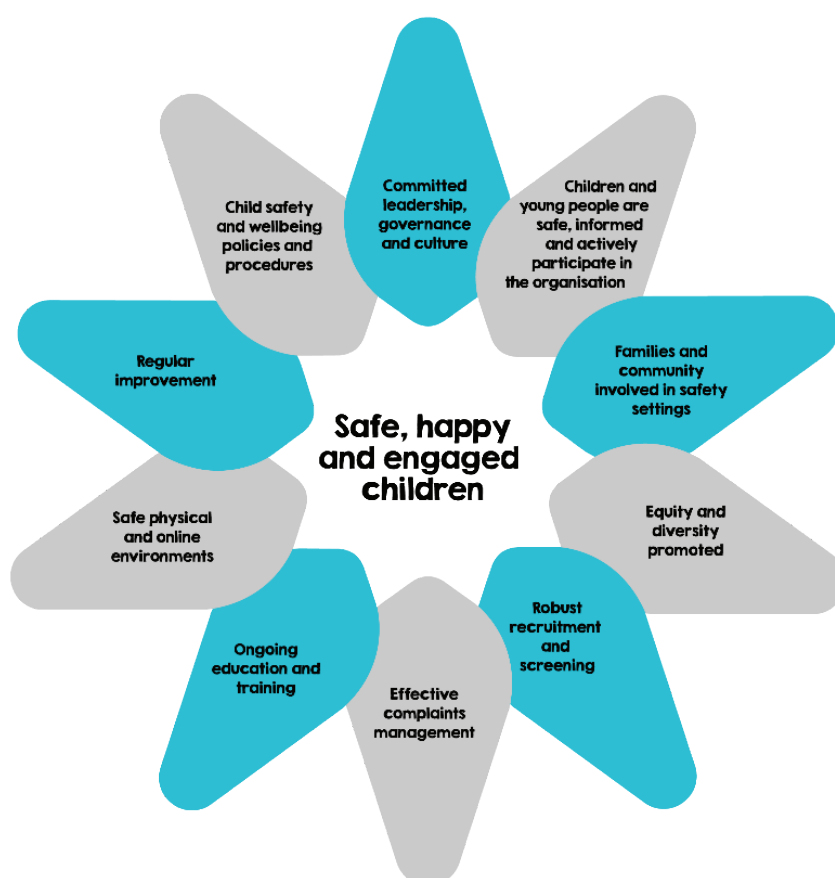 Committed
leadership,
governance
and culture
Children and
young people are
safe, informed
and actively
participate in
the organisation
Families and
community
involved in safety
settings
Equity and
diversity
promoted
Robust
recruitment
and
screening
Effective
complaints
management
Ongoing
education and
training
Safe physical
and online
environments
Regular
improvement
Child safety
and wellbeing
policies and
procedures
Safe, happy
and engaged
children